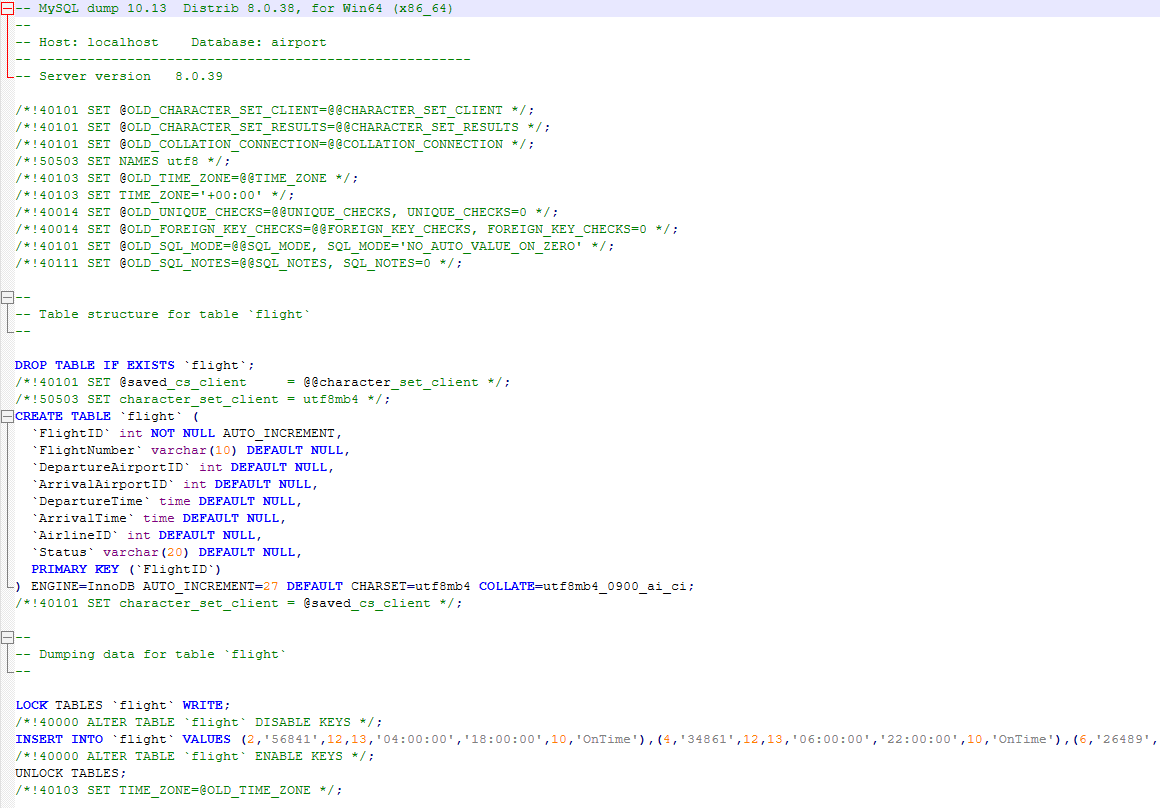 -- MySQL dump 10.13  Distrib 8.0.38, for Win64 (x86_64)
--
-- Host: localhost    Database: airport
-- ------------------------------------------------------
-- Server version	8.0.39
/*!40101 SET @OLD_CHARACTER_SET_CLIENT=@@CHARACTER_SET_CLIENT */;
/*!40101 SET @OLD_CHARACTER_SET_RESULTS=@@CHARACTER_SET_RESULTS */;
/*!40101 SET @OLD_COLLATION_CONNECTION=@@COLLATION_CONNECTION */;
/*!50503 SET NAMES utf8 */;
/*!40103 SET @OLD_TIME_ZONE=@@TIME_ZONE */;
/*!40103 SET TIME_ZONE='+00:00' */;
/*!40014 SET @OLD_UNIQUE_CHECKS=@@UNIQUE_CHECKS, UNIQUE_CHECKS=0 */;
/*!40014 SET @OLD_FOREIGN_KEY_CHECKS=@@FOREIGN_KEY_CHECKS, FOREIGN_KEY_CHECKS=0 */;
/*!40101 SET @OLD_SQL_MODE=@@SQL_MODE, SQL_MODE='NO_AUTO_VALUE_ON_ZERO' */;
/*!40111 SET @OLD_SQL_NOTES=@@SQL_NOTES, SQL_NOTES=0 */;
--
-- Table structure for table `flight`
--
DROP TABLE IF EXISTS `flight`;
/*!40101 SET @saved_cs_client     = @@character_set_client */;
/*!50503 SET character_set_client = utf8mb4 */;
CREATE TABLE `flight` (
  `FlightID` int NOT NULL AUTO_INCREMENT,
  `FlightNumber` varchar(10) DEFAULT NULL,
  `DepartureAirportID` int DEFAULT NULL,
  `ArrivalAirportID` int DEFAULT NULL,
  `DepartureTime` time DEFAULT NULL,
  `ArrivalTime` time DEFAULT NULL,
  `AirlineID` int DEFAULT NULL,
  `Status` varchar(20) DEFAULT NULL,
  PRIMARY KEY (`FlightID`)
) ENGINE=InnoDB AUTO_INCREMENT=27 DEFAULT CHARSET=utf8mb4 COLLATE=utf8mb4_0900_ai_ci;
/*!40101 SET character_set_client = @saved_cs_client */;
--
-- Dumping data for table `flight`
--
LOCK TABLES `flight` WRITE;
/*!40000 ALTER TABLE `flight` DISABLE KEYS */;
INSERT INTO `flight` VALUES (2,'56841',12,13,'04:00:00','18:00:00',10,'OnTime'),(4,'34861',12,13,'06:00:00','22:00:00',10,'OnTime'),(6,'26489',
/*!40000 ALTER TABLE `flight` ENABLE KEYS */;
UNLOCK TABLES;
/*!40103 SET TIME_ZONE=@OLD_TIME_ZONE */;